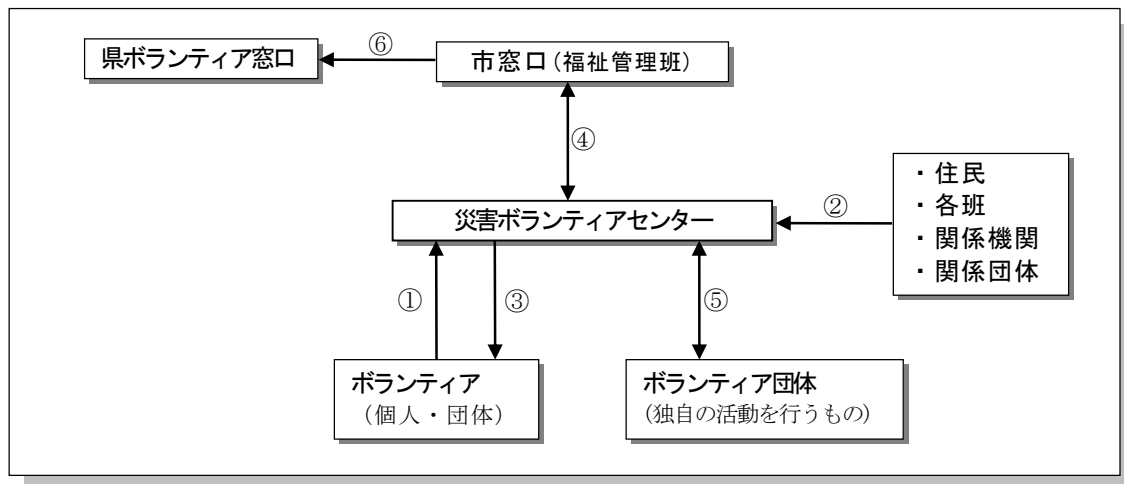 県ボランティア窓口
⑥
市窓口(福祉管理班)
④
・住民
・各班
・関係機関
・関係団体
②
災害ボランティアセンター
①
③
⑤
ボランティア
(個人・団体)
ボランティア団体
(独自の活動を行うもの)